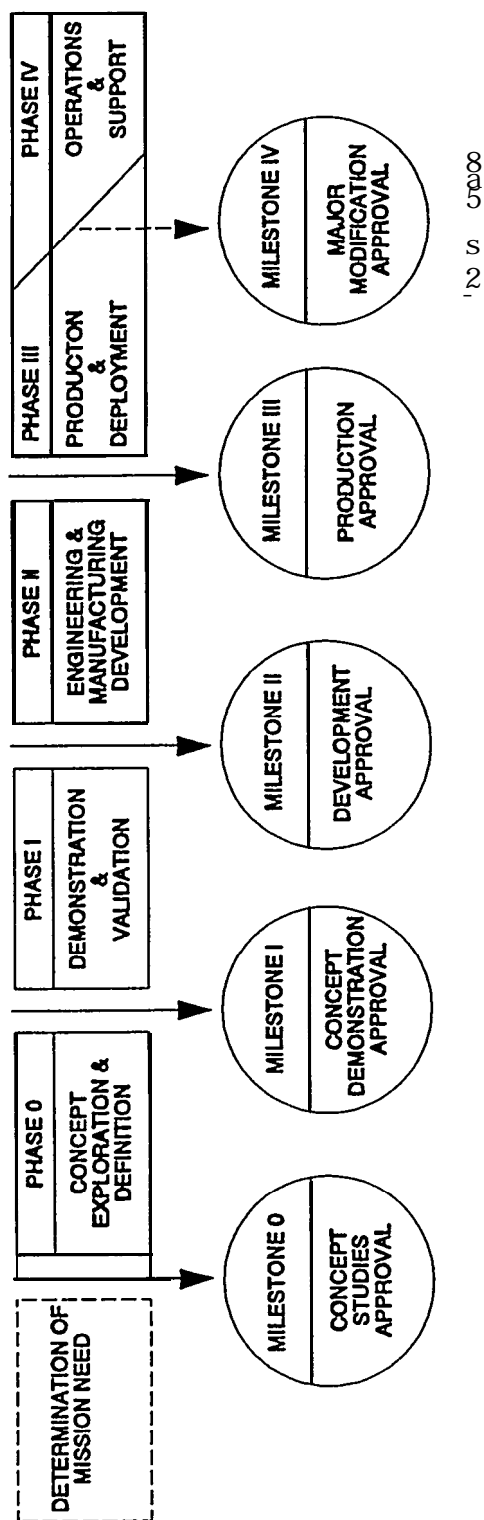 DETERMINATION OF
MISSION NEED
PHASE 0
CONCEPT
EXPLORATION &
DEFINITION
PHASE I
DEMONSTRATION
&
VALIDATION
PHASE II
ENGINEERING &
MANUFACTURING
DEVELOPMENT
PHASE III
PRODUCTON
&
DEPLOYMENT
PHASE IV
OPERATIONS
&
SUPPORT
MILESTONE 0
CONCEPT
STUDIES
APPROVAL
MILESTONE I
CONCEPT
DEMONSTRATION
APPROVAL
MILESTONE II
DEVELOPMENT
APPROVAL
MILESTONE III
PRODUCTION
APPROVAL
MILESTONE IV
MAJOR
MODIFICATION
APPROVAL